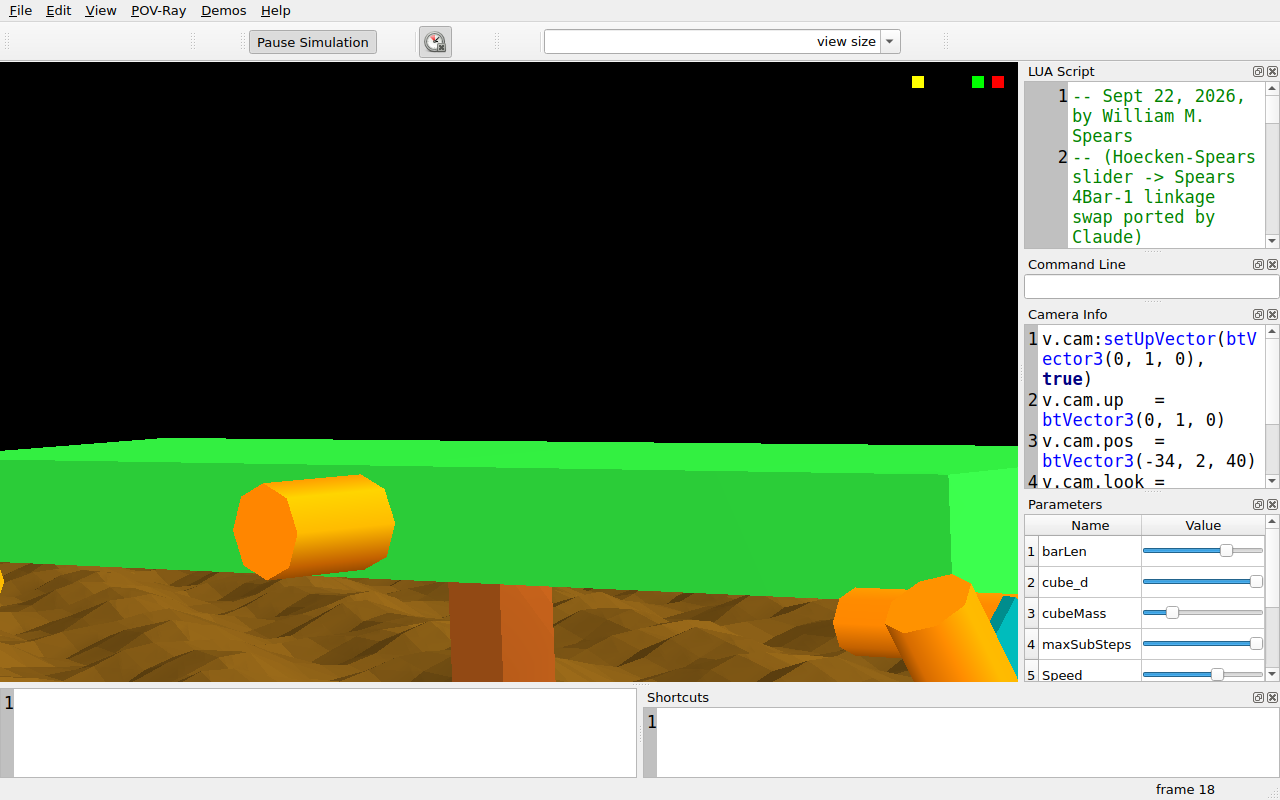 File Edit View POV-Ray Demos Help
Pause Simulation
view size
LUA Script
1 -- Sept 22, 2026,
by William M.
Spears
2 -- (Hoecken-Spears
slider -> Spears
4Bar-1 linkage
swap ported by
Claude)
Command Line
Camera Info
1 v.cam:setUpVector(btV
ector3(0, 1, 0),
true)
2 v.cam.up   =
btVector3(0, 1, 0)
3 v.cam.pos  =
btVector3(-34, 2, 40)
4 v.cam.look =
Parameters
Name Value
1 barLen
2 cube_d
3 cubeMass
4 maxSubSteps
5 Speed
1
Shortcuts
1
frame 18